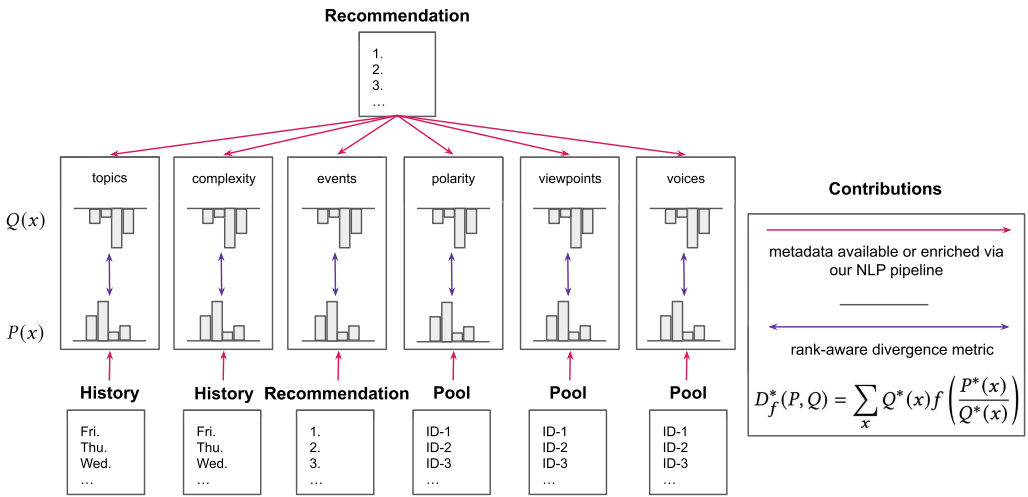 Recommendation
1.
2.
3.
…
topics
complexity
events
polarity
viewpoints
voices
Q(x)
P(x)
History
History
Recommendation
Pool
Pool
Pool
Fri.
Thu.
Wed.
…
Fri.
Thu.
Wed.
…
1.
2.
3.
…
ID-1
ID-2
ID-3
…
ID-1
ID-2
ID-3
…
ID-1
ID-2
ID-3
…
Contributions
metadata available or enriched via
our NLP pipeline
rank-aware divergence metric
D*_f(P, Q) = ∑_x Q*(x) f (P*(x) / Q*(x))